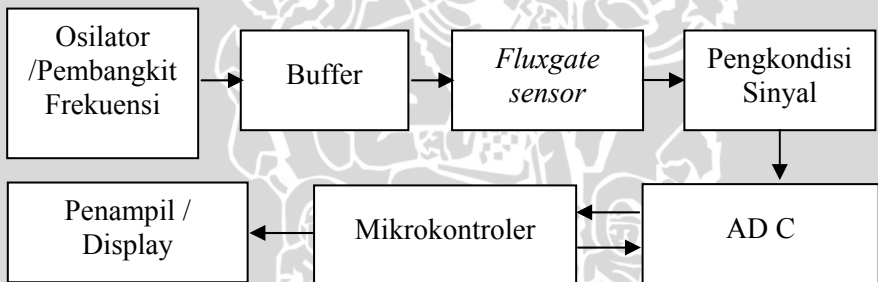 Osilator
/Pembangkit
Frekuensi
Buffer
Fluxgate
sensor
Pengkondisi
Sinyal
Penampil /
Display
Mikrokontroler
AD C